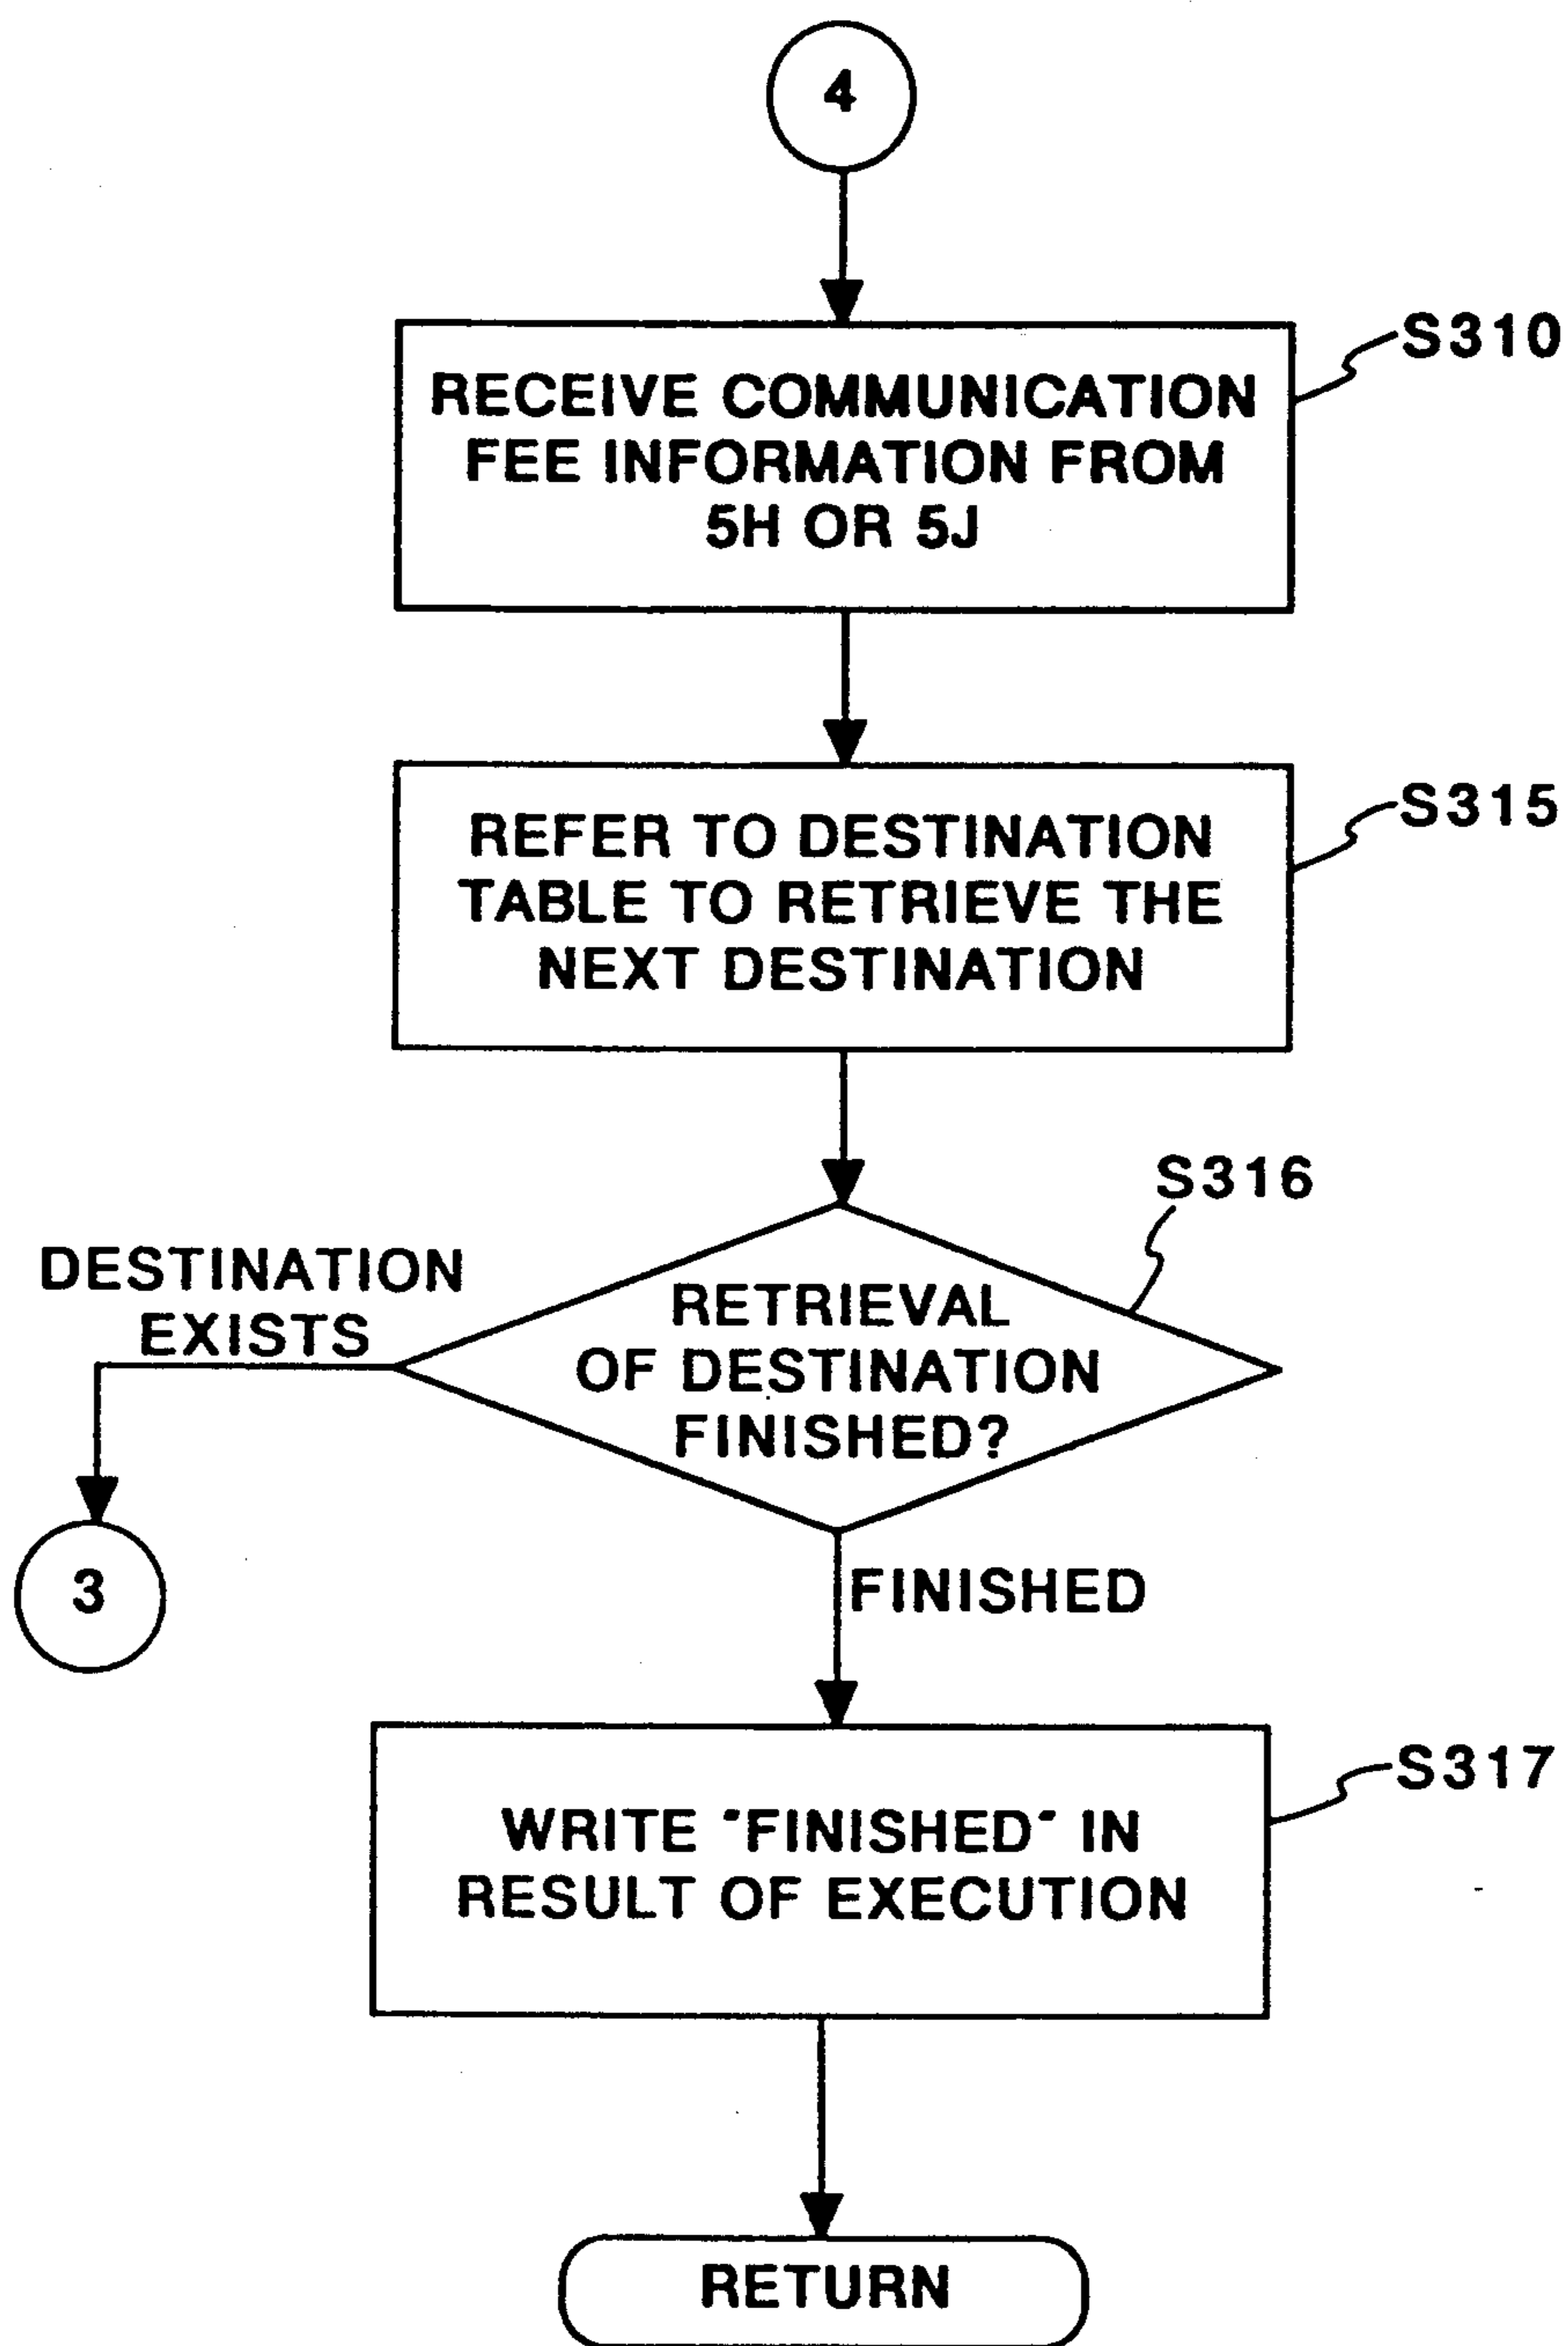 4
S310
RECEIVE COMMUNICATION
FEE INFORMATION FROM
5H OR 5J
S315
REFER TO DESTINATION
TABLE TO RETRIEVE THE
NEXT DESTINATION
S316
DESTINATION
EXISTS
RETRIEVAL
OF DESTINATION
FINISHED?
3
FINISHED
S317
WRITE "FINISHED" IN
RESULT OF EXECUTION
RETURN